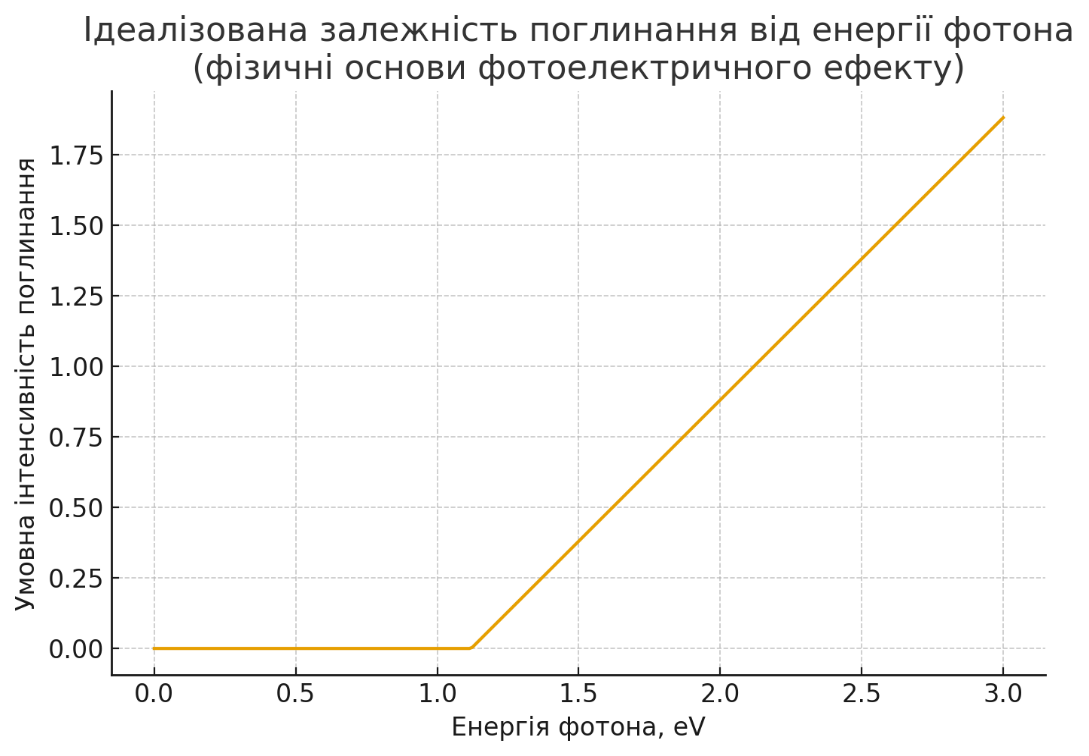 Ідеалізована залежність поглинання від енергії фотона
(фізичні основи фотоелектричного ефекту)
Умовна інтенсивність поглинання
1.75
1.50
1.25
1.00
0.75
0.50
0.25
0.00
0.0 0.5 1.0 1.5 2.0 2.5 3.0
Енергія фотона, eV